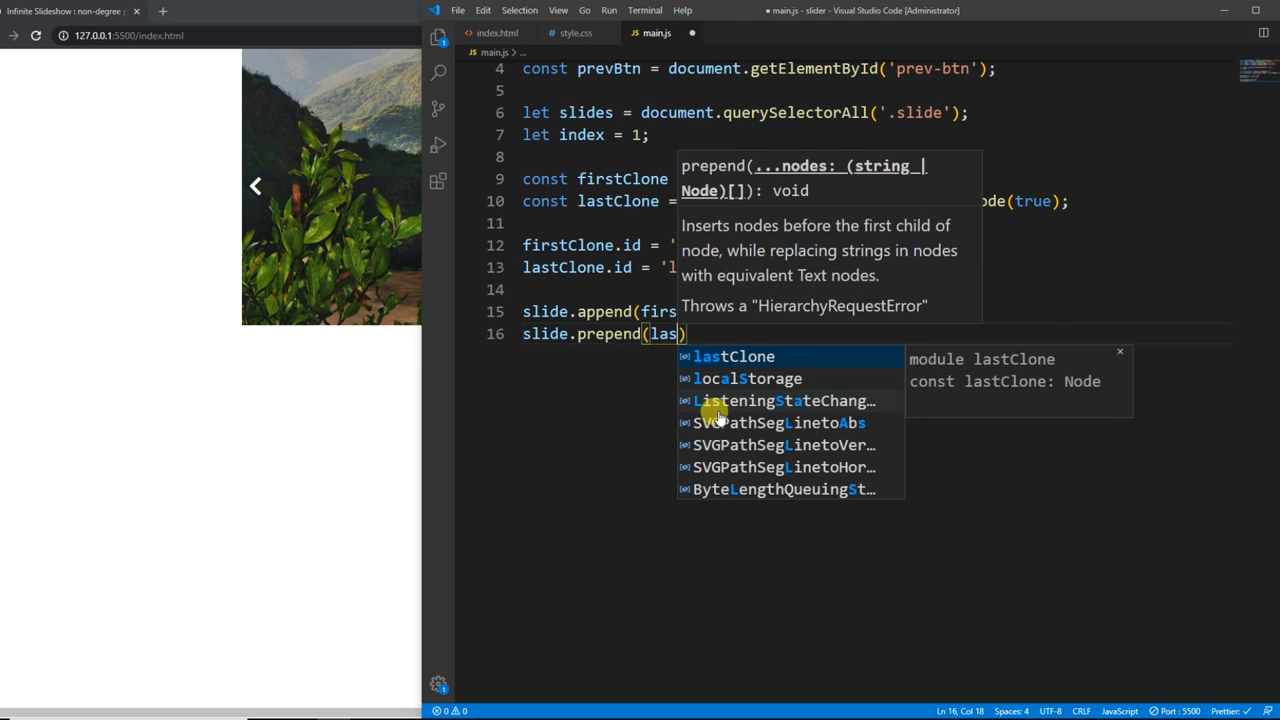 Infinite Slideshow : non-degree
127.0.0.1:5500/index.html
File Edit Selection View Go Run Terminal Help
● main.js - slider - Visual Studio Code [Administrator]
index.html style.css main.js
main.js > ...
4 const prevBtn = document.getElementById('prev-btn');
5
6 let slides = document.querySelectorAll('.slide');
7 let index = 1;
8
9 const firstClone
10 const lastClone = ode(true);
11
12 firstClone.id = '
13 lastClone.id = 'l
14
15 slide.append(firs
16 slide.prepend(las)
prepend(...nodes: (string |
Node)[]): void
Inserts nodes before the first child of
node, while replacing strings in nodes
with equivalent Text nodes.
Throws a "HierarchyRequestError"
lastClone
localStorage
ListeningStateChang...
SVGPathSegLinetoAbs
SVGPathSegLinetoVer...
SVGPathSegLinetoHor...
ByteLengthQueuingSt...
module lastClone
const lastClone: Node
0 0 Ln 16, Col 18 Spaces: 4 UTF-8 CRLF JavaScript Port : 5500 Prettier: ✓